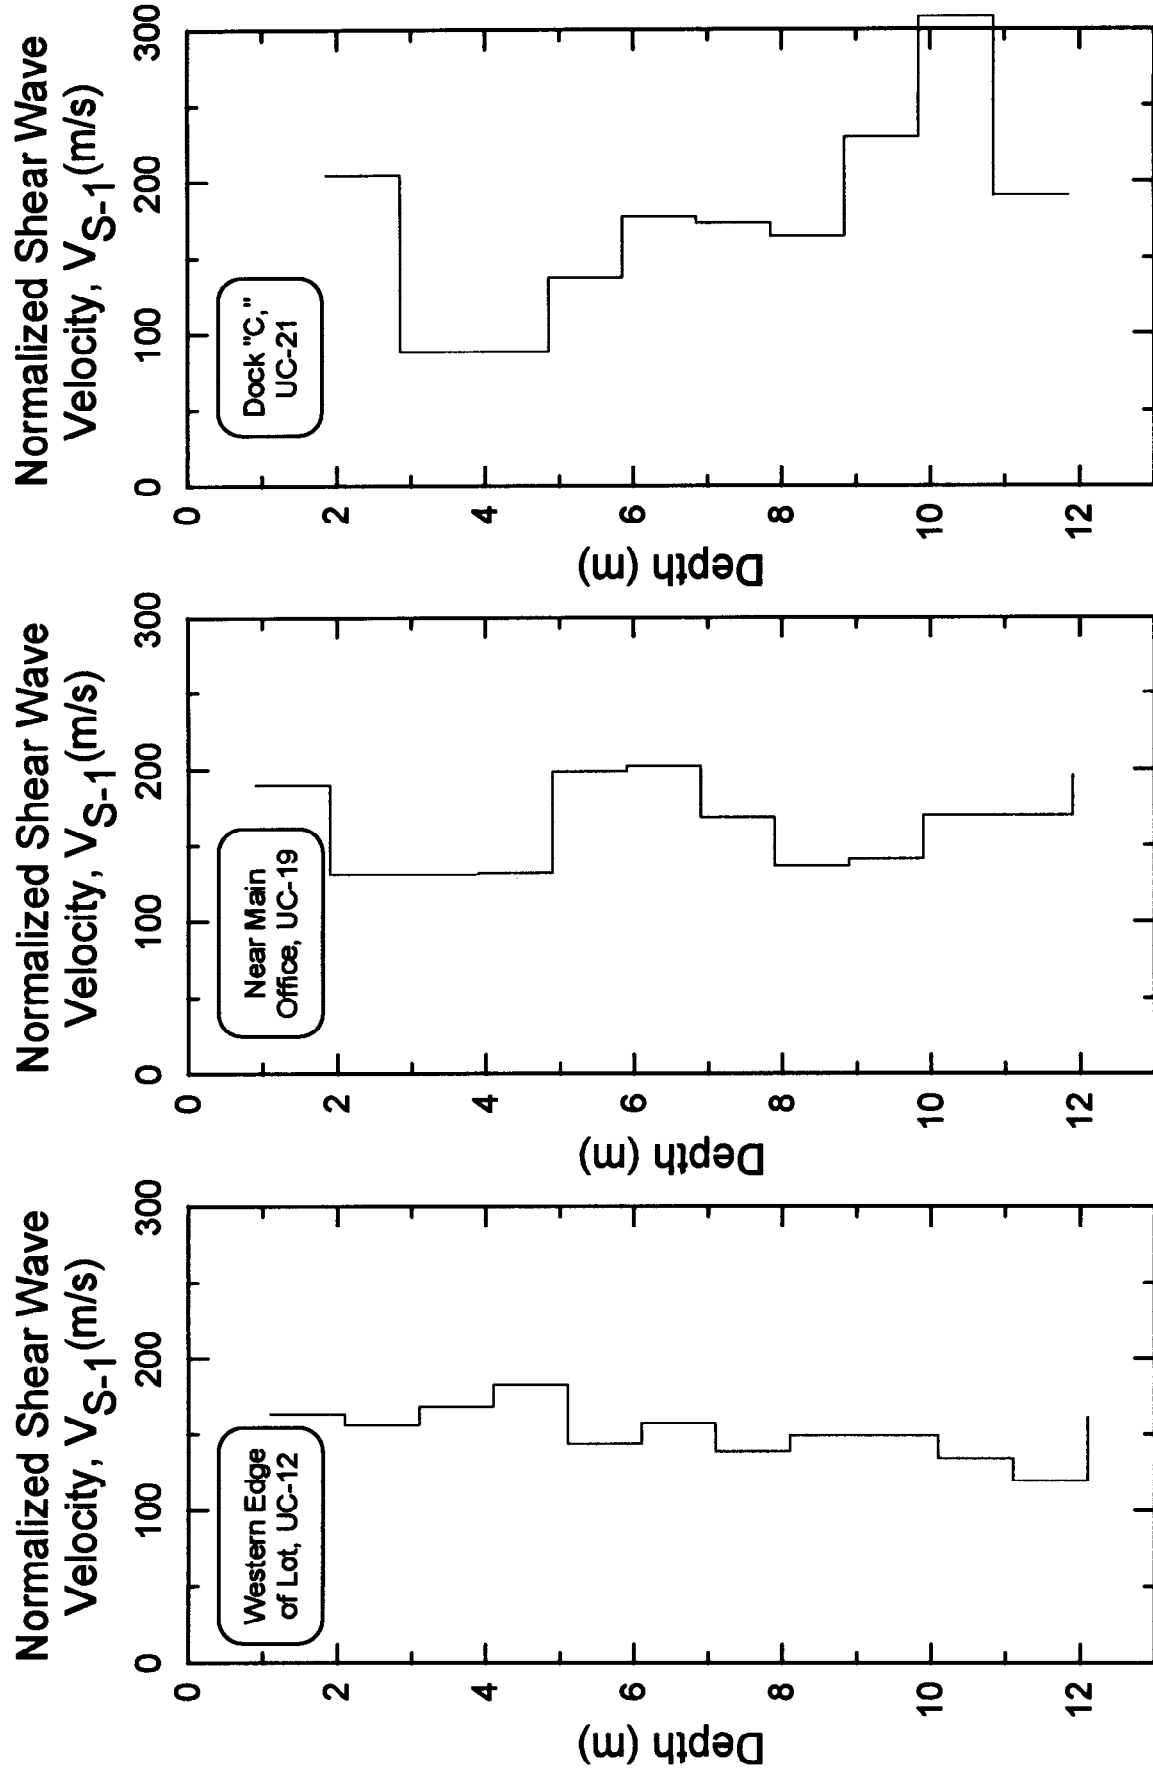 Normalized Shear Wave
Velocity, VS-1 (m/s)
0 100 200 300
0
2
4
6
8
10
12
Depth (m)
Western Edge
of Lot, UC-12
Normalized Shear Wave
Velocity, VS-1 (m/s)
0 100 200 300
0
2
4
6
8
10
12
Depth (m)
Near Main
Office, UC-19
Normalized Shear Wave
Velocity, VS-1 (m/s)
0 100 200 300
0
2
4
6
8
10
12
Depth (m)
Dock "C,"
UC-21